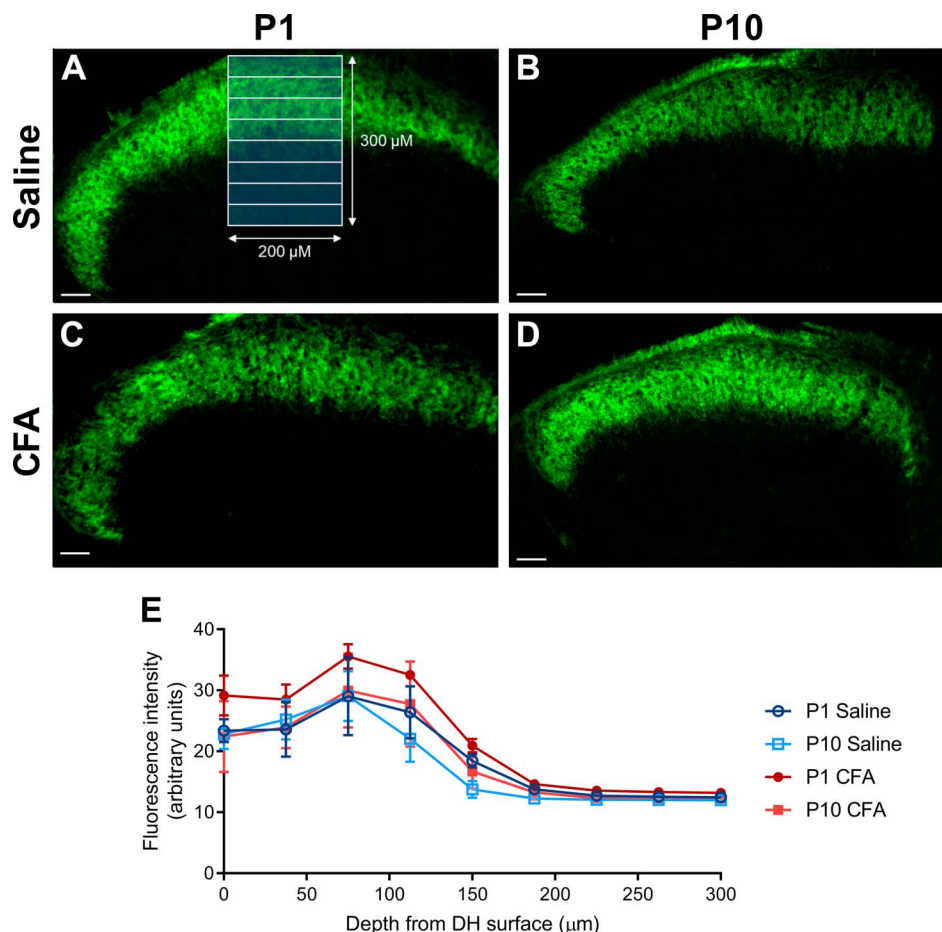 P1
P10
Saline
A
300 µM
200 µM
B
CFA
C
D
E
Fluorescence intensity
(arbitrary units)
40
30
20
10
0
0
50
100
150
200
250
300
Depth from DH surface (µm)
P1 Saline
P10 Saline
P1 CFA
P10 CFA